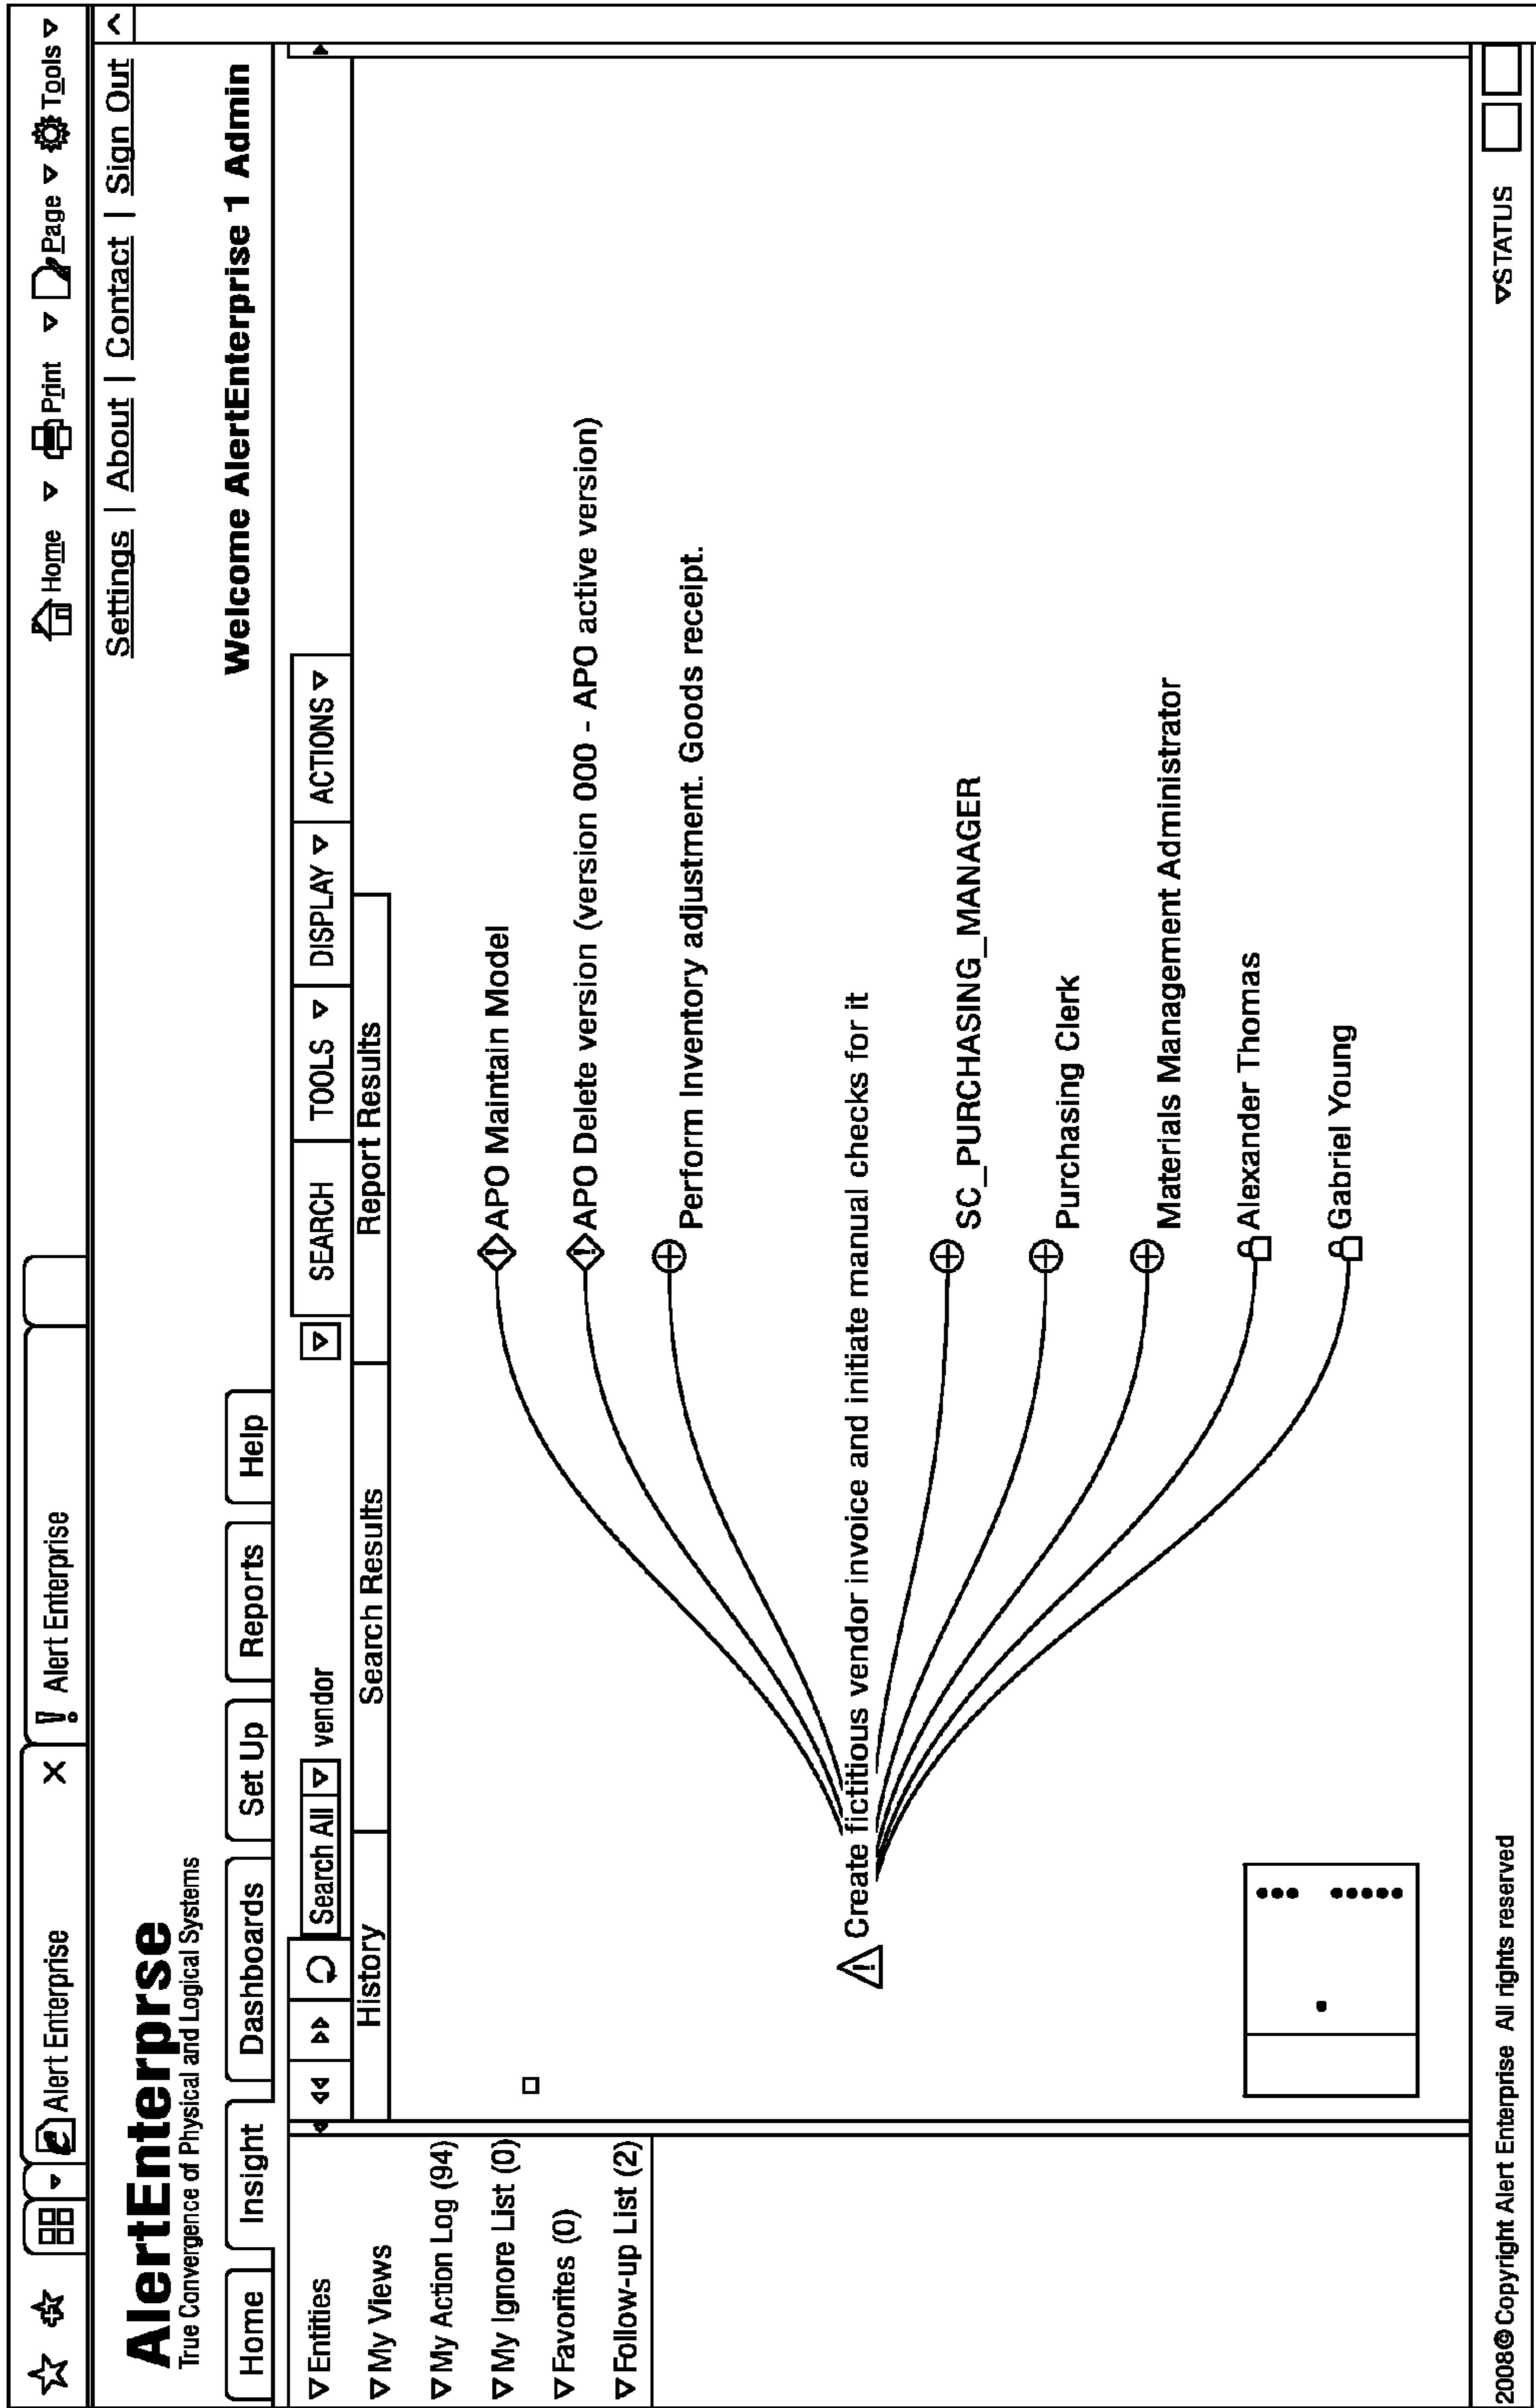 Home Print Page Tools
Alert Enterprise X Alert Enterprise
Settings | About | Contact | Sign Out
AlertEnterprse
True Convergence of Physical and Logical Systems
Welcome AlertEnterprise 1 Admin
Home Insight Dashboards Set Up Reports Help
Entities
My Views
My Action Log (94)
My Ignore List (0)
Favorites (0)
Follow-up List (2)
Search All vendor SEARCH TOOLS DISPLAY ACTIONS
History Search Results Report Results
APO Maintain Model
APO Delete version (version 000 - APO active version)
Perform Inventory adjustment. Goods receipt.
Create fictitious vendor invoice and initiate manual checks for it
SC_PURCHASING_MANAGER
Purchasing Clerk
Materials Management Administrator
Alexander Thomas
Gabriel Young
2008© Copyright Alert Enterprise All rights reserved
STATUS